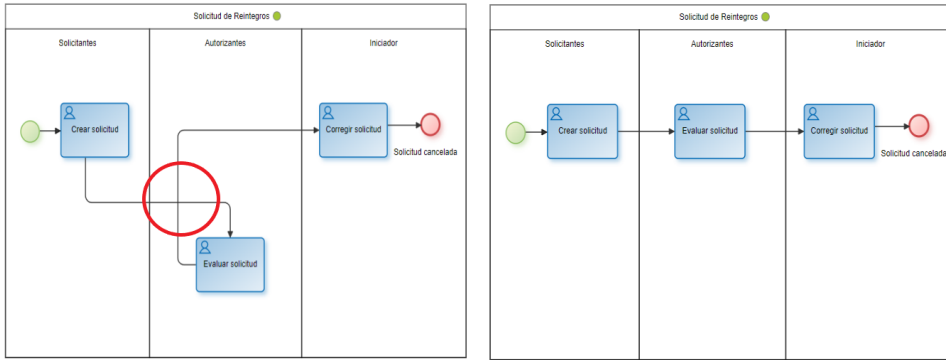 Solicitud de Reintegros
Solicitantes
Autorizantes
Iniciador
Crear solicitud
Corregir solicitud
Solicitud cancelada
Evaluar solicitud
Solicitud de Reintegros
Solicitantes
Autorizantes
Iniciador
Crear solicitud
Evaluar solicitud
Corregir solicitud
Solicitud cancelada